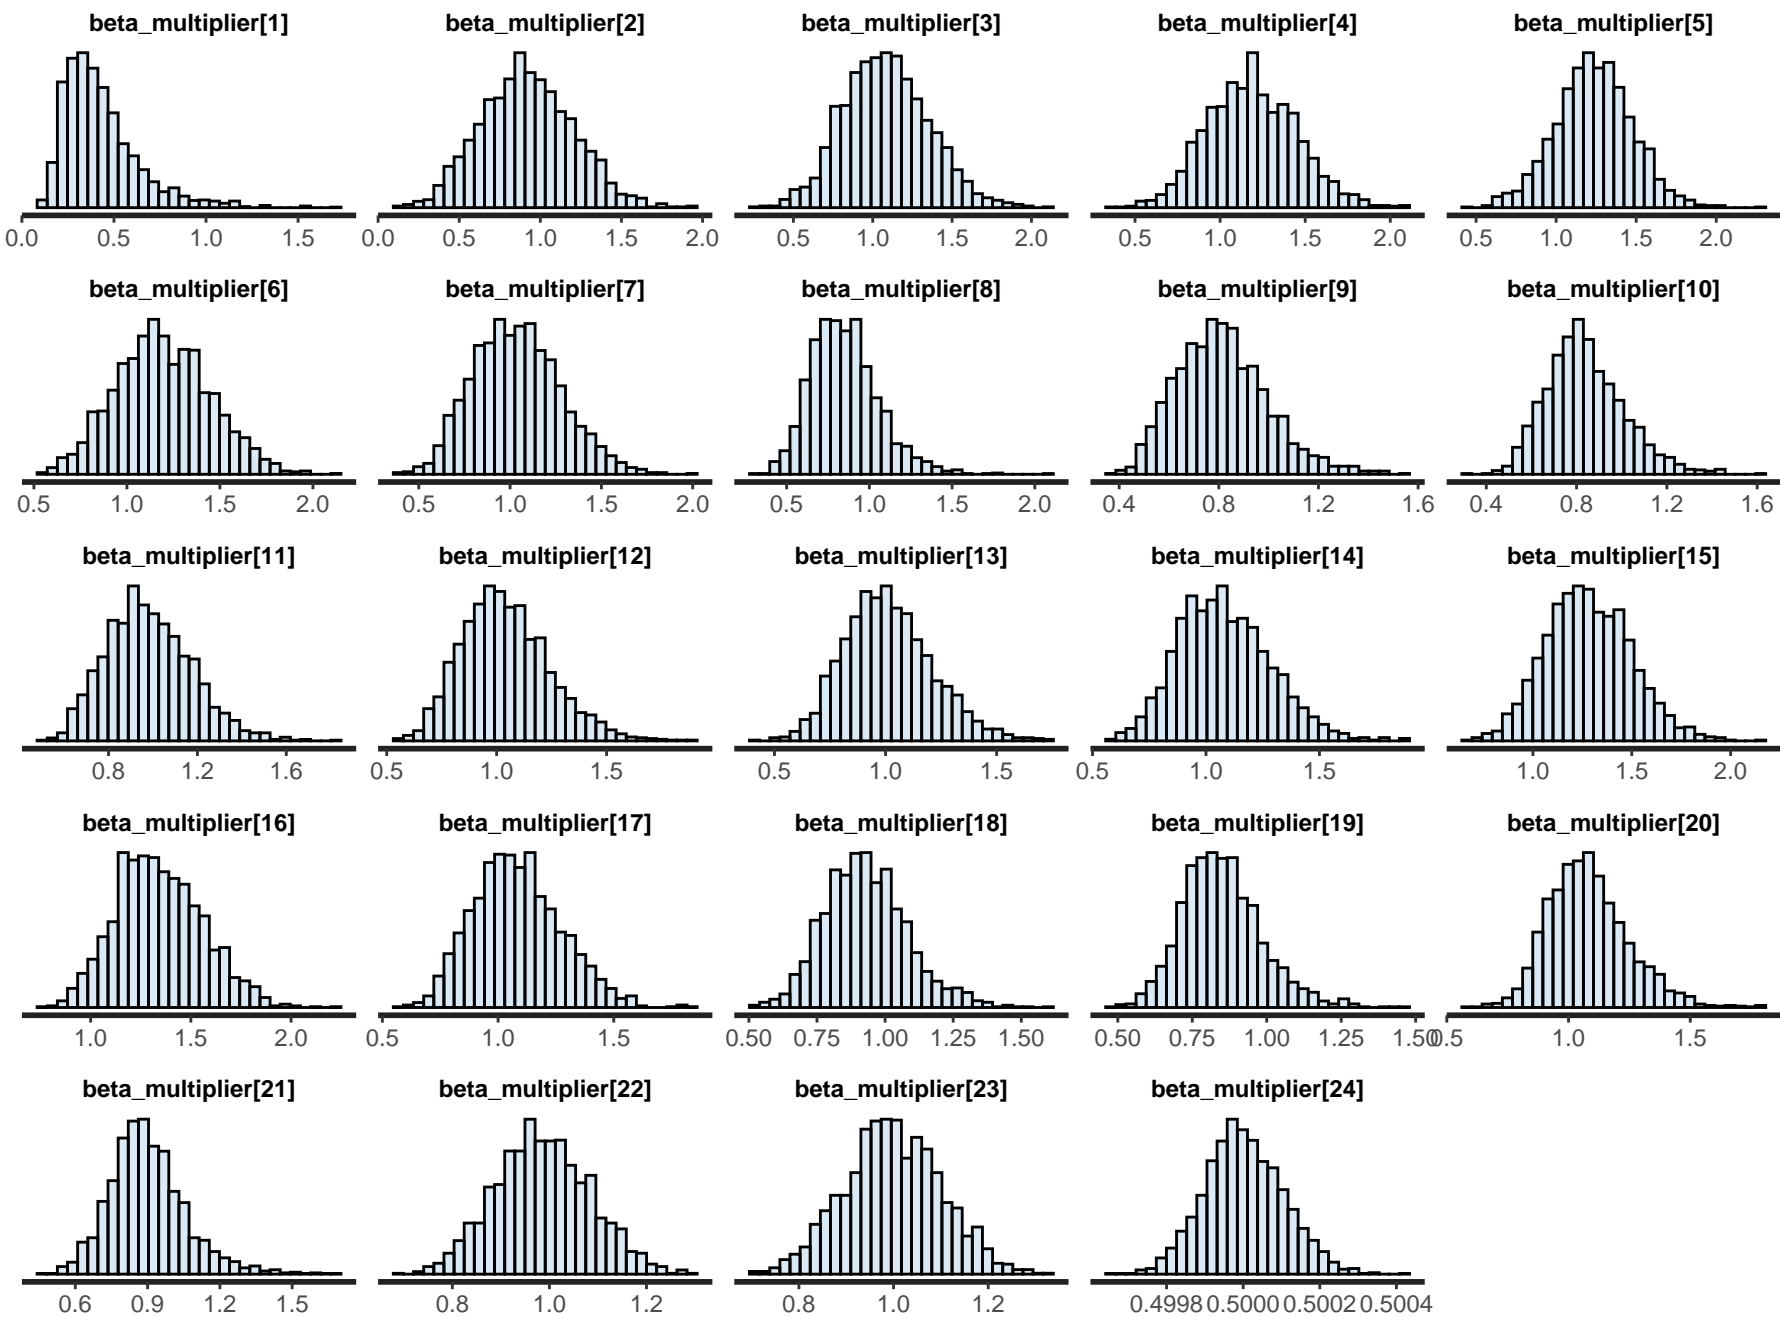 beta_multiplier[1] beta_multiplier[2] beta_multiplier[3] beta_multiplier[4] beta_multiplier[5]
0.0 0.5 1.0 1.5 0.0 0.5 1.0 1.5 2.0 0.5 1.0 1.5 2.0 0.5 1.0 1.5 2.0 0.5 1.0 1.5 2.0
beta_multiplier[6] beta_multiplier[7] beta_multiplier[8] beta_multiplier[9] beta_multiplier[10]
0.5 1.0 1.5 2.0 0.5 1.0 1.5 2.0 0.5 1.0 1.5 2.0 0.4 0.8 1.2 1.6 0.4 0.8 1.2 1.6
beta_multiplier[11] beta_multiplier[12] beta_multiplier[13] beta_multiplier[14] beta_multiplier[15]
0.8 1.2 1.6 0.5 1.0 1.5 0.5 1.0 1.5 0.5 1.0 1.5 1.0 1.5 2.0
beta_multiplier[16] beta_multiplier[17] beta_multiplier[18] beta_multiplier[19] beta_multiplier[20]
1.0 1.5 2.0 0.5 1.0 1.5 0.50 0.75 1.00 1.25 1.50 0.50 0.75 1.00 1.25 1.50 0.5 1.0 1.5
beta_multiplier[21] beta_multiplier[22] beta_multiplier[23] beta_multiplier[24]
0.6 0.9 1.2 1.5 0.8 1.0 1.2 0.8 1.0 1.2 0.4998 0.5000 0.5002 0.5004